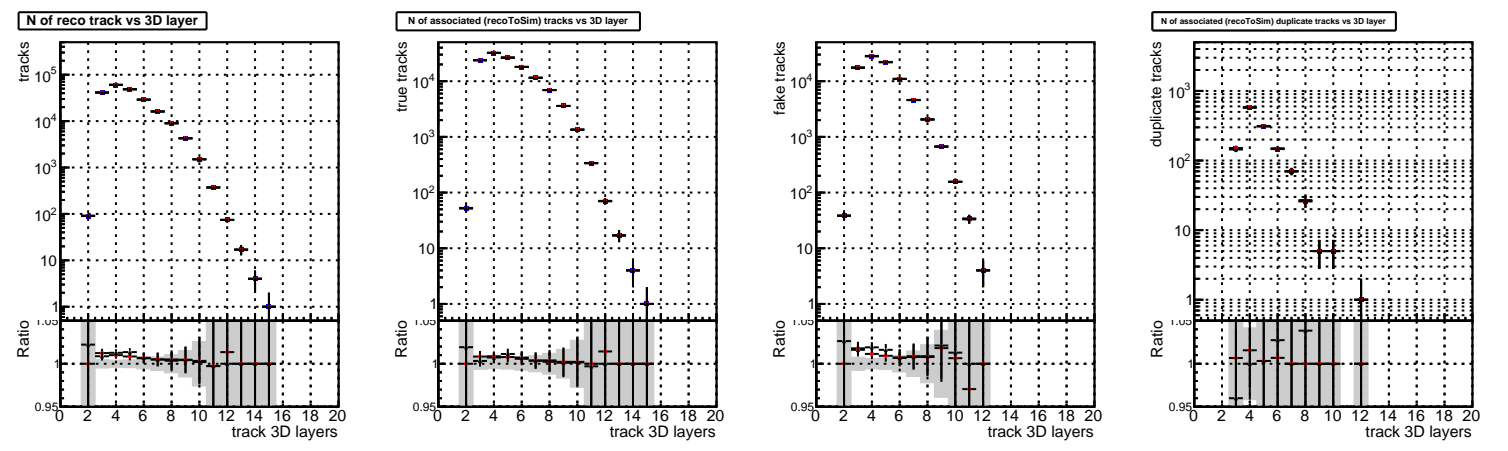 N of reco track vs 3D layer
tracks
10^5
10^4
10^3
10^2
10
1
Ratio
1.05
1
0.95
0 2 4 6 8 10 12 14 16 18 20
track 3D layers
N of associated (recoToSim) tracks vs 3D layer
true tracks
10^4
10^3
10^2
10
1
Ratio
1.05
1
0.95
0 2 4 6 8 10 12 14 16 18 20
track 3D layers
fake tracks
10^4
10^3
10^2
10
1
Ratio
1.05
1
0.95
0 2 4 6 8 10 12 14 16 18 20
track 3D layers
N of associated (recoToSim) duplicate tracks vs 3D layer
duplicate tracks
10^3
10^2
10
1
Ratio
1.05
1
0.95
0 2 4 6 8 10 12 14 16 18 20
track 3D layers